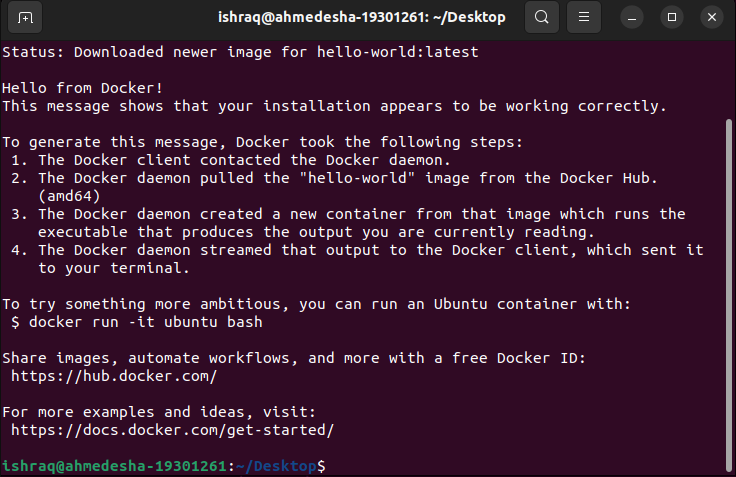 ishraq@ahmedesha-19301261: ~/Desktop
Status: Downloaded newer image for hello-world:latest
Hello from Docker!
This message shows that your installation appears to be working correctly.
To generate this message, Docker took the following steps:
1. The Docker client contacted the Docker daemon.
2. The Docker daemon pulled the "hello-world" image from the Docker Hub.
(amd64)
3. The Docker daemon created a new container from that image which runs the
executable that produces the output you are currently reading.
4. The Docker daemon streamed that output to the Docker client, which sent it
to your terminal.
To try something more ambitious, you can run an Ubuntu container with:
$ docker run -it ubuntu bash
Share images, automate workflows, and more with a free Docker ID:
https://hub.docker.com/
For more examples and ideas, visit:
https://docs.docker.com/get-started/
ishraq@ahmedesha-19301261:~/Desktop$